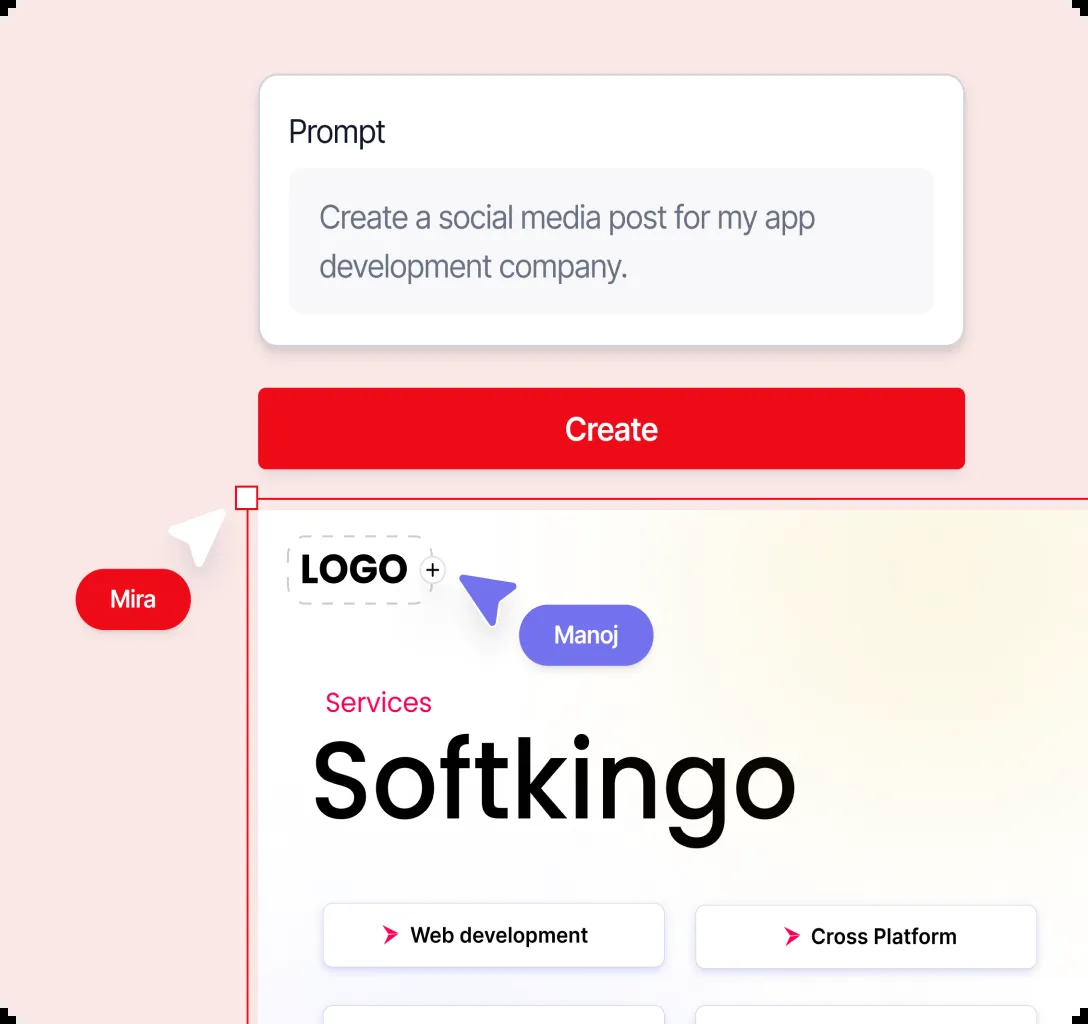 Prompt
Create a social media post for my app
development company.
Create
LOGO
Mira
Manoj
Services
Softkingo
Web development
Cross Platform